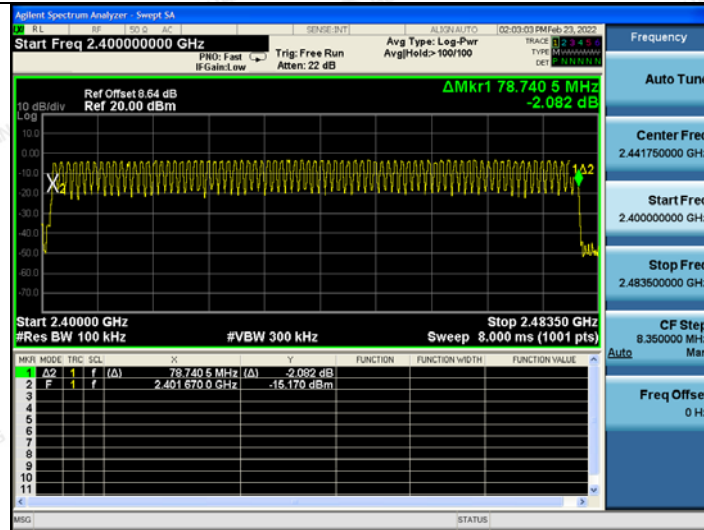 Agilent Spectrum Analyzer - Swept SA
RL RF 50 Ω AC SENSE:INT ALIGN AUTO 02:03:03 PM Feb 23, 2022
Start Freq 2.400000000 GHz
PNO: Fast
IFGain:Low
Trig: Free Run
Atten: 22 dB
Avg Type: Log-Pwr
Avg|Hold:>100/100
TRACE 1 2 3 4 5 6
TYPE M
DET P N N N N N
Frequency
Auto Tune
Center Freq
2.441750000 GHz
Start Freq
2.400000000 GHz
Stop Freq
2.483500000 GHz
CF Step
8.350000 MHz
Auto Man
Freq Offset
0 Hz
ΔMkr1 78.740 5 MHz
-2.082 dB
Ref Offset 8.64 dB
10 dB/div Ref 20.00 dBm
Log
10.0
0.00
-10.0
-20.0
-30.0
-40.0
-50.0
-60.0
-70.0
2
1Δ2
Start 2.40000 GHz Stop 2.48350 GHz
#Res BW 100 kHz #VBW 300 kHz Sweep 8.000 ms (1001 pts)
MKR MODE TRC SCL X Y FUNCTION FUNCTION WIDTH FUNCTION VALUE
1 Δ2 1 f (Δ) 78.740 5 MHz (Δ) -2.082 dB
2 F 1 f 2.401 670 0 GHz -15.170 dBm
3
4
5
6
7
8
9
10
11
MSG STATUS